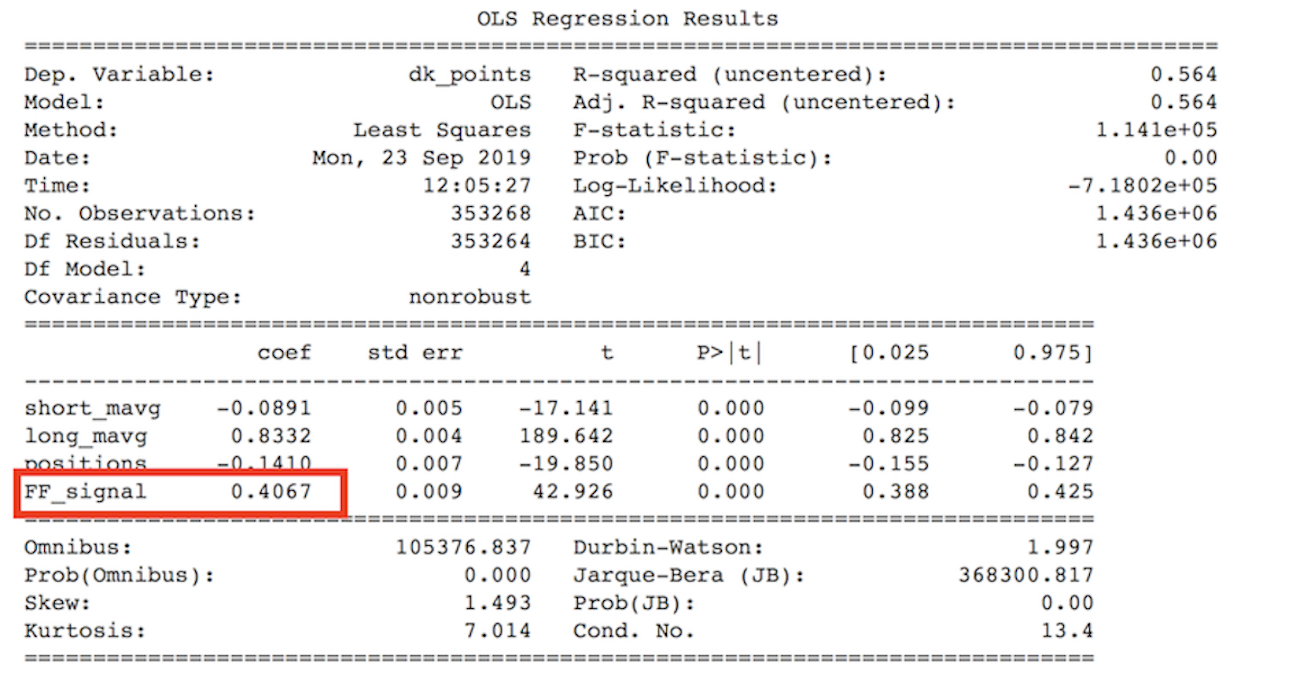 OLS Regression Results
==============================================================================
Dep. Variable: dk_points R-squared (uncentered): 0.564
Model: OLS Adj. R-squared (uncentered): 0.564
Method: Least Squares F-statistic: 1.141e+05
Date: Mon, 23 Sep 2019 Prob (F-statistic): 0.00
Time: 12:05:27 Log-Likelihood: -7.1802e+05
No. Observations: 353268 AIC: 1.436e+06
Df Residuals: 353264 BIC: 1.436e+06
Df Model: 4
Covariance Type: nonrobust
==============================================================================
coef std err t P>|t| [0.025 0.975]
------------------------------------------------------------------------------
short_mavg -0.0891 0.005 -17.141 0.000 -0.099 -0.079
long_mavg 0.8332 0.004 189.642 0.000 0.825 0.842
positions -0.1410 0.007 -19.850 0.000 -0.155 -0.127
FF_signal 0.4067 0.009 42.926 0.000 0.388 0.425
==============================================================================
Omnibus: 105376.837 Durbin-Watson: 1.997
Prob(Omnibus): 0.000 Jarque-Bera (JB): 368300.817
Skew: 1.493 Prob(JB): 0.00
Kurtosis: 7.014 Cond. No. 13.4
==============================================================================